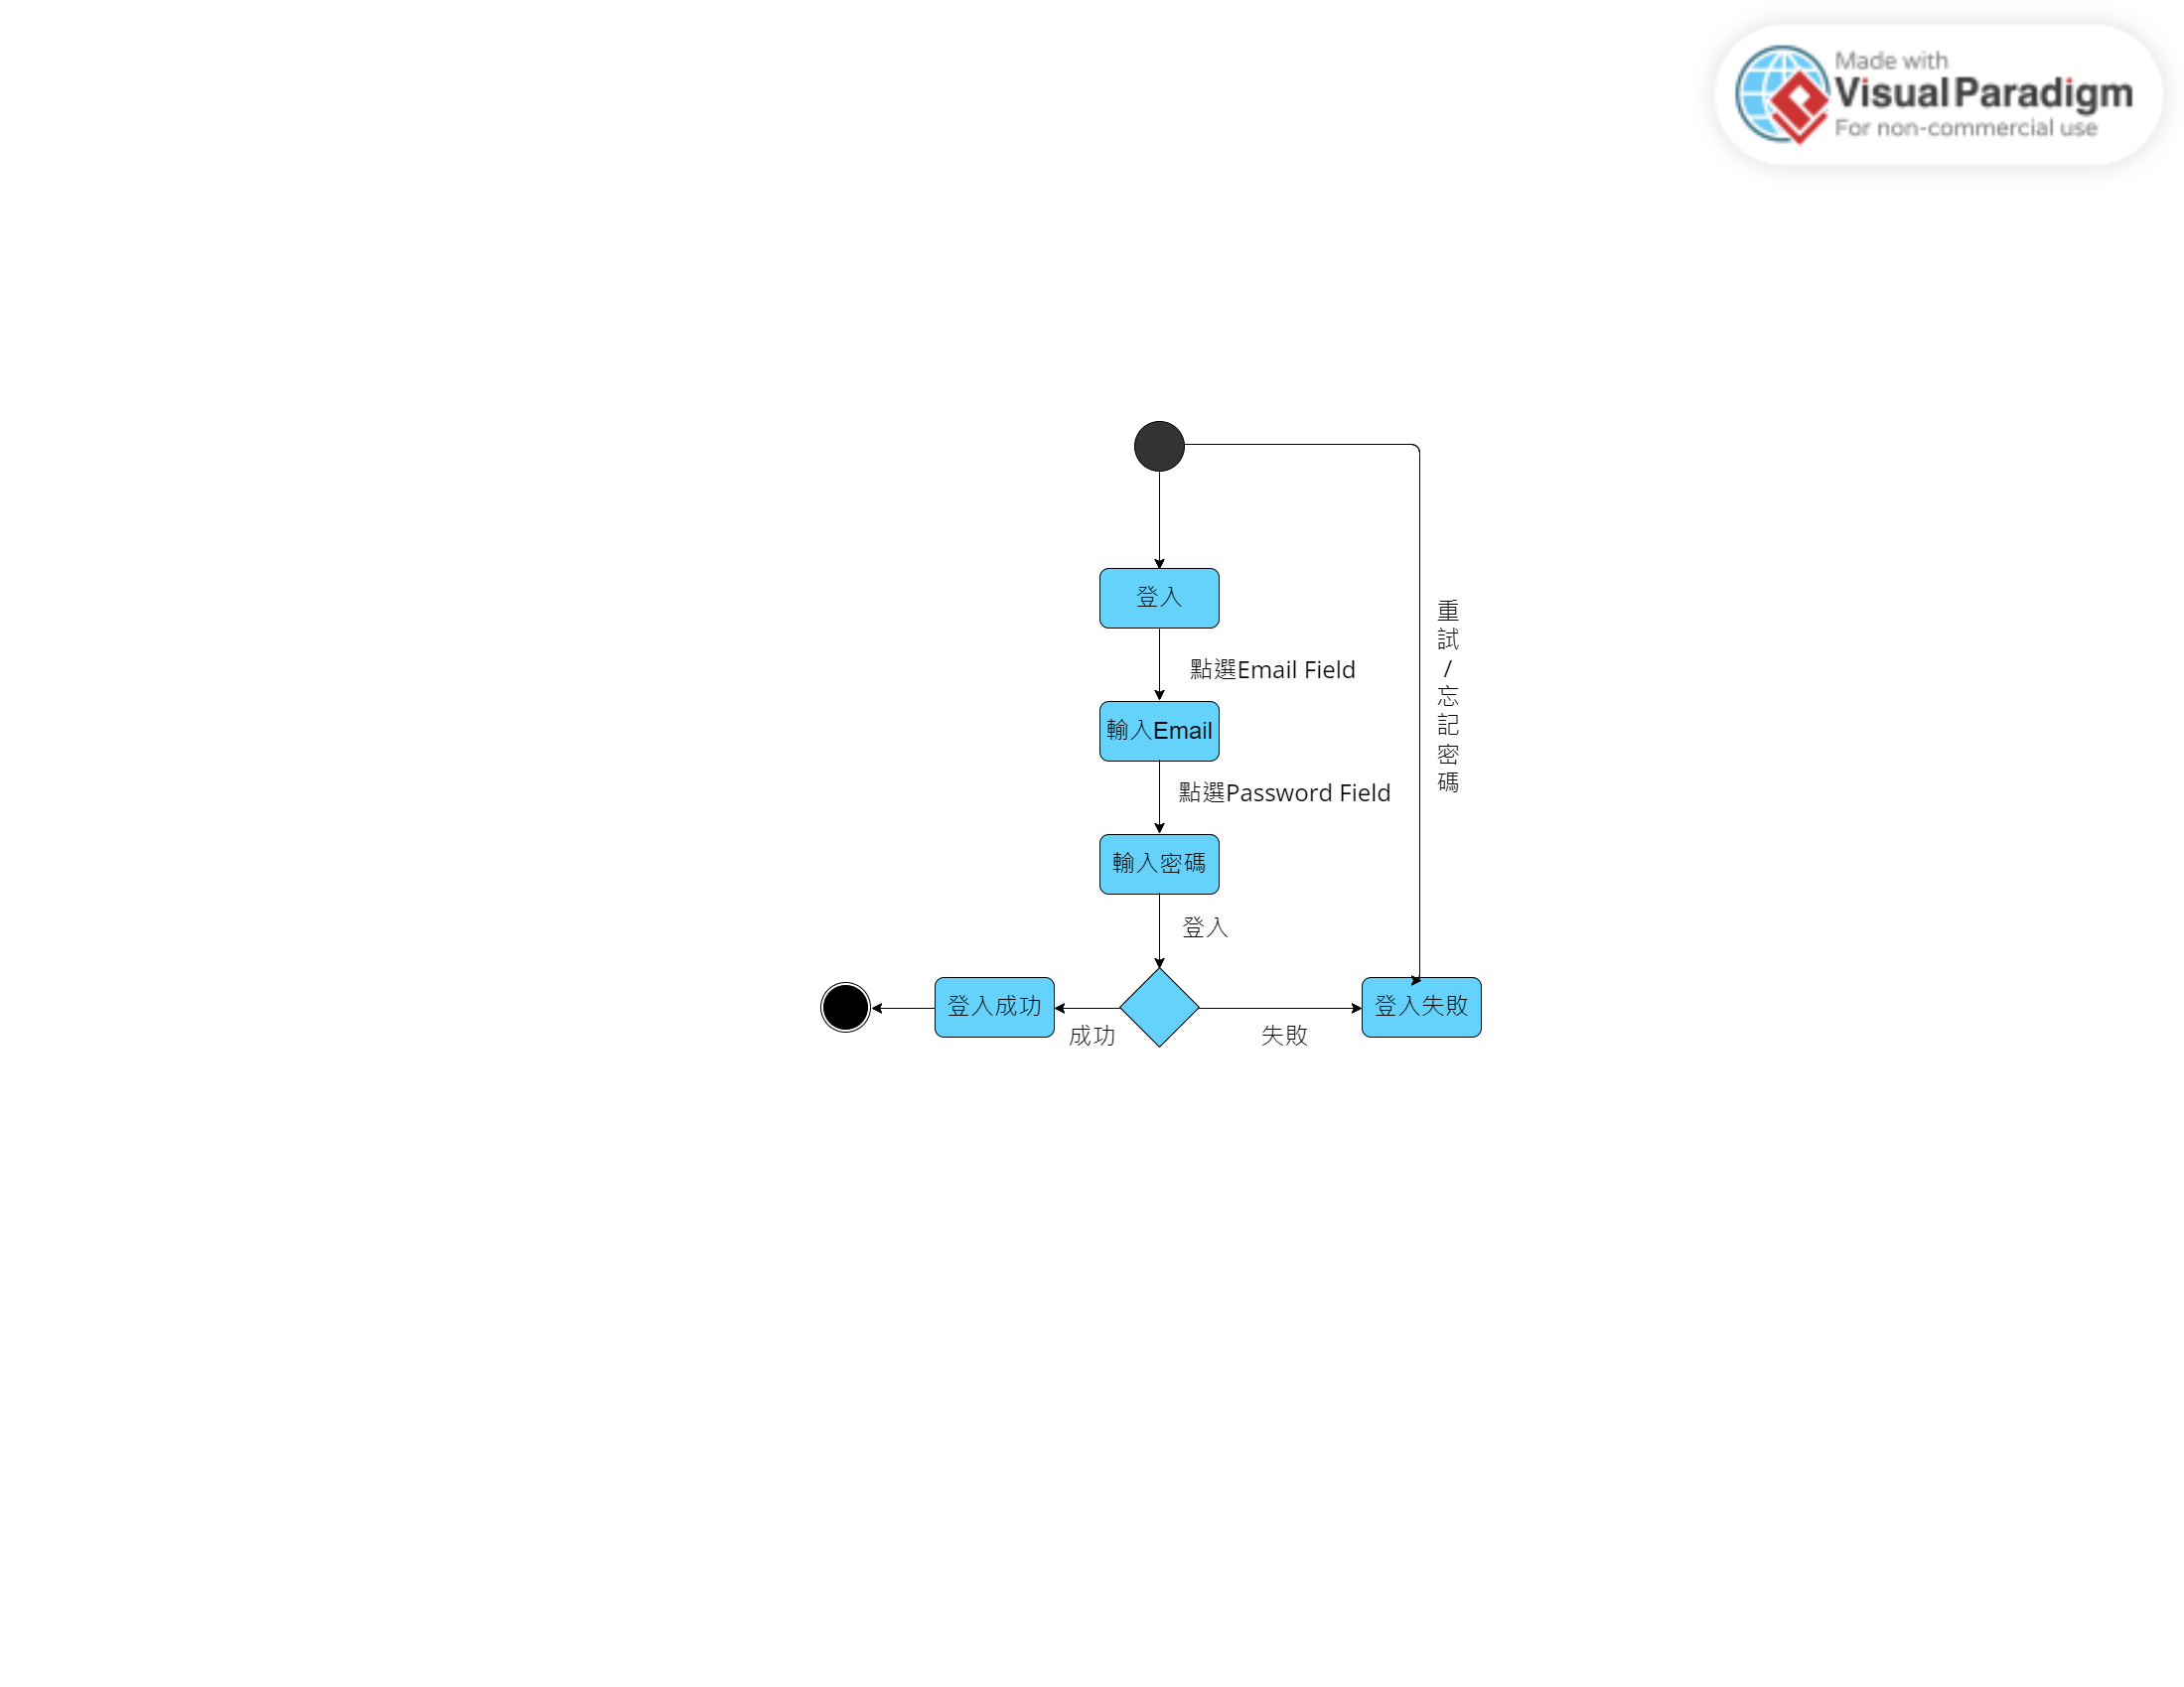 Made with
Visual Paradigm
For non-commercial use
登入
點選Email Field
輸入Email
點選Password Field
輸入密碼
登入
登入成功
成功
失敗
登入失敗
重試/忘記密碼